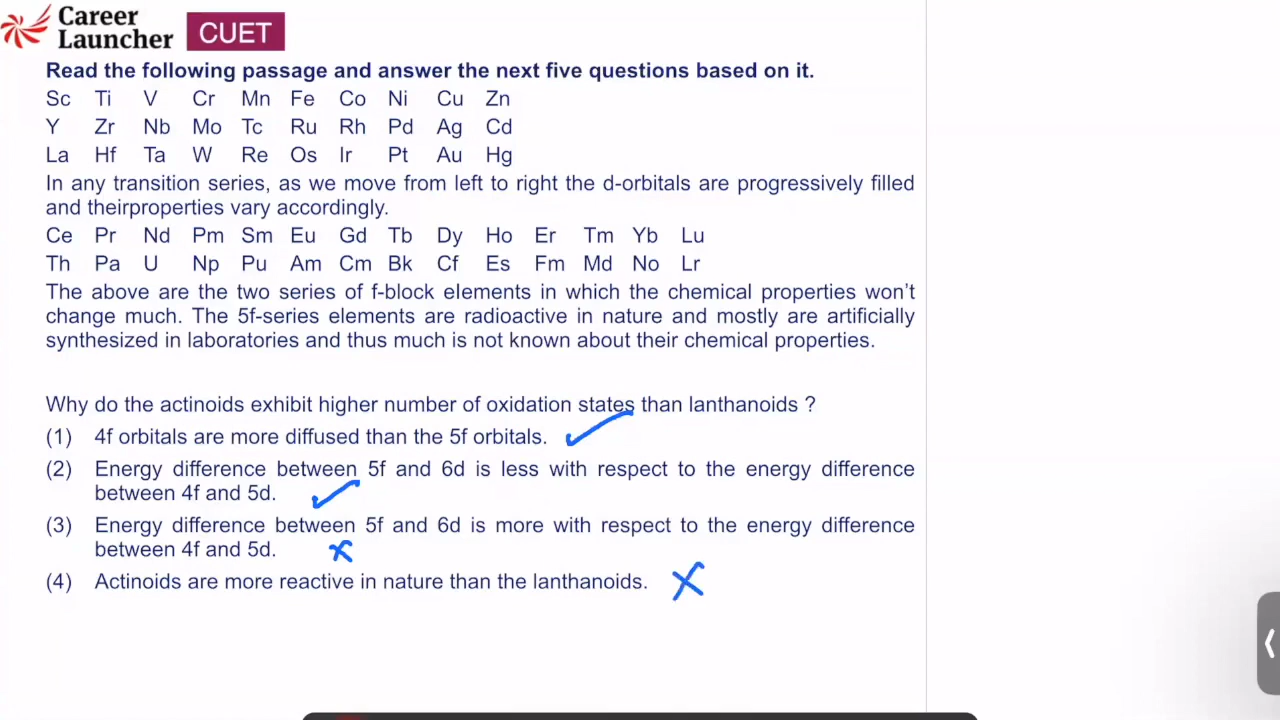 Career
Launcher
CUET
Read the following passage and answer the next five questions based on it.
Sc Ti V Cr Mn Fe Co Ni Cu Zn
Y Zr Nb Mo Tc Ru Rh Pd Ag Cd
La Hf Ta W Re Os Ir Pt Au Hg
In any transition series, as we move from left to right the d-orbitals are progressively filled
and theirproperties vary accordingly.
Ce Pr Nd Pm Sm Eu Gd Tb Dy Ho Er Tm Yb Lu
Th Pa U Np Pu Am Cm Bk Cf Es Fm Md No Lr
The above are the two series of f-block elements in which the chemical properties won't
change much. The 5f-series elements are radioactive in nature and mostly are artificially
synthesized in laboratories and thus much is not known about their chemical properties.
Why do the actinoids exhibit higher number of oxidation states than lanthanoids ?
(1) 4f orbitals are more diffused than the 5f orbitals.
(2) Energy difference between 5f and 6d is less with respect to the energy difference
between 4f and 5d.
(3) Energy difference between 5f and 6d is more with respect to the energy difference
between 4f and 5d.
(4) Actinoids are more reactive in nature than the lanthanoids.